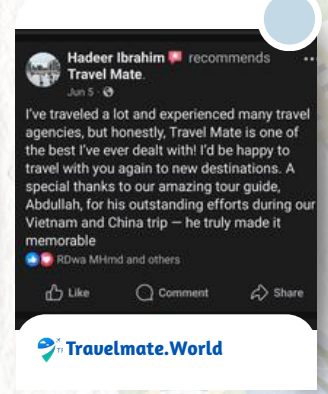 Hadeer Ibrahim recommends
Travel Mate.
Jun 5 ·
I've traveled a lot and experienced many travel
agencies, but honestly, Travel Mate is one of
the best I've ever dealt with! I'd be happy to
travel with you again to new destinations. A
special thanks to our amazing tour guide,
Abdullah, for his outstanding efforts during our
Vietnam and China trip — he truly made it
memorable
RDwa MHmd and others
Like Comment Share
Travelmate.World